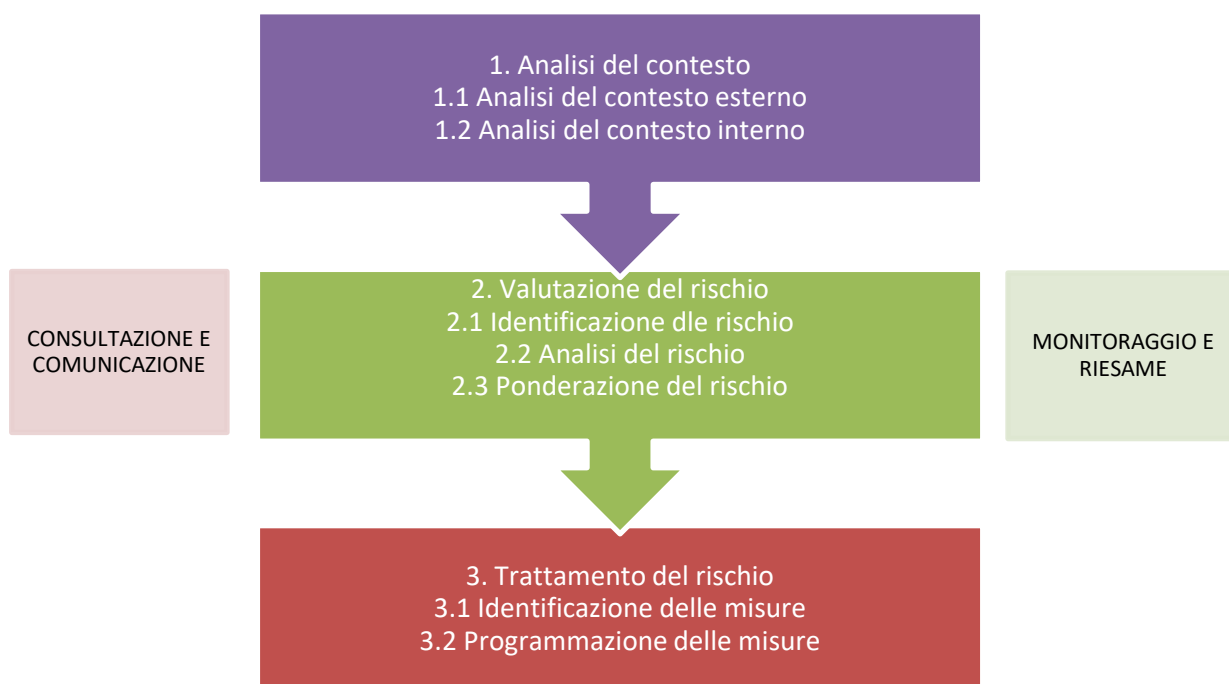 1. Analisi del contesto
1.1 Analisi del contesto esterno
1.2 Analisi del contesto interno
CONSULTAZIONE E
COMUNICAZIONE
2. Valutazione del rischio
2.1 Identificazione dle rischio
2.2 Analisi del rischio
2.3 Ponderazione del rischio
MONITORAGGIO E
RIESAME
3. Trattamento del rischio
3.1 Identificazione delle misure
3.2 Programmazione delle misure